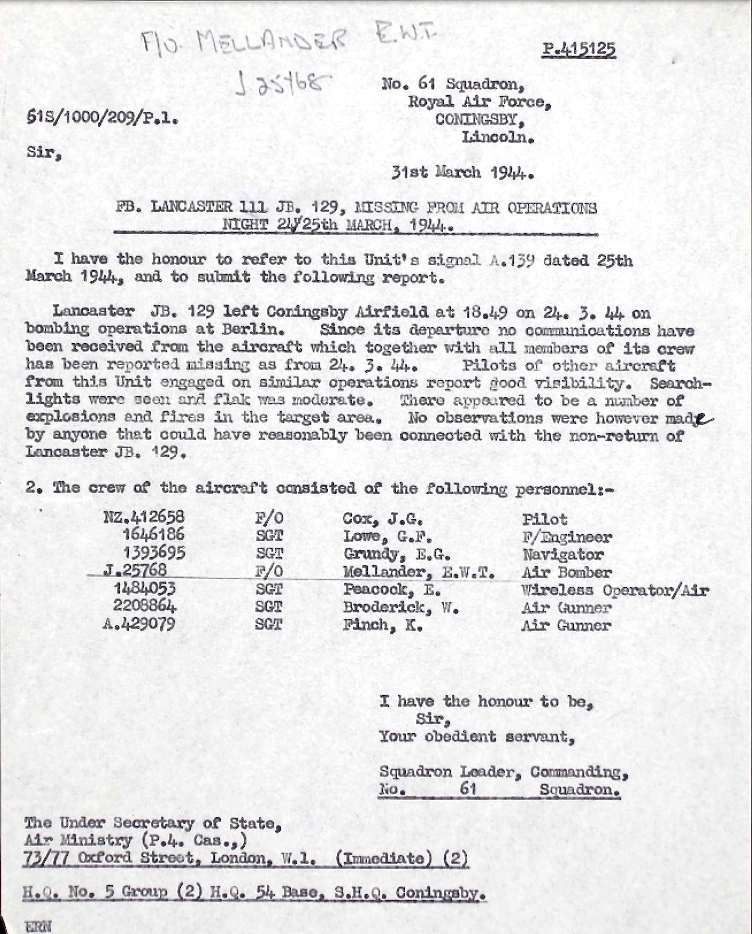 F/O. MELLANDER E.W.T.
P.415125
J 25768
No. 61 Squadron,
Royal Air Force,
61S/1000/209/P.1.
CONINGSBY,
Lincoln.
Sir,
31st March 1944.
FB. LANCASTER 111 JB. 129, MISSING FROM AIR OPERATIONS
NIGHT 24/25th MARCH, 1944.
I have the honour to refer to this Unit's signal A.139 dated 25th
March 1944, and to submit the following report.
Lancaster JB. 129 left Coningsby Airfield at 18.49 on 24. 3. 44 on
bombing operations at Berlin. Since its departure no communications have
been received from the aircraft which together with all members of its crew
has been reported missing as from 24. 3. 44. Pilots of other aircraft
from this Unit engaged on similar operations report good visibility. Search-
lights were seen and flak was moderate. There appeared to be a number of
explosions and fires in the target area. No observations were however made
by anyone that could have reasonably been connected with the non-return of
Lancaster JB. 129.
2. The crew of the aircraft consisted of the following personnel:-
NZ.412658 F/O Cox, J.G. Pilot
1646186 SGT Lowe, G.F. F/Engineer
1393695 SGT Grundy, E.G. Navigator
J.25768 F/O Mellander, E.W.T. Air Bomber
1484053 SGT Peacock, E. Wireless Operator/Air
2208864 SGT Broderick, W. Air Gunner
A.429079 SGT Finch, K. Air Gunner
I have the honour to be,
Sir,
Your obedient servant,
Squadron Leader, Commanding,
No. 61 Squadron.
The Under Secretary of State,
Air Ministry (P.4. Cas.,)
73/77 Oxford Street, London, W.1. (Immediate) (2)
H.Q. No. 5 Group (2) H.Q. 54 Base, S.H.Q. Coningsby.
ERN